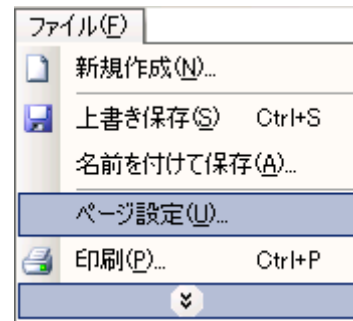 ファイル(F)
新規作成(N)...
上書き保存(S) Ctrl+S
名前を付けて保存(A)...
ページ設定(U)...
印刷(P)... Ctrl+P